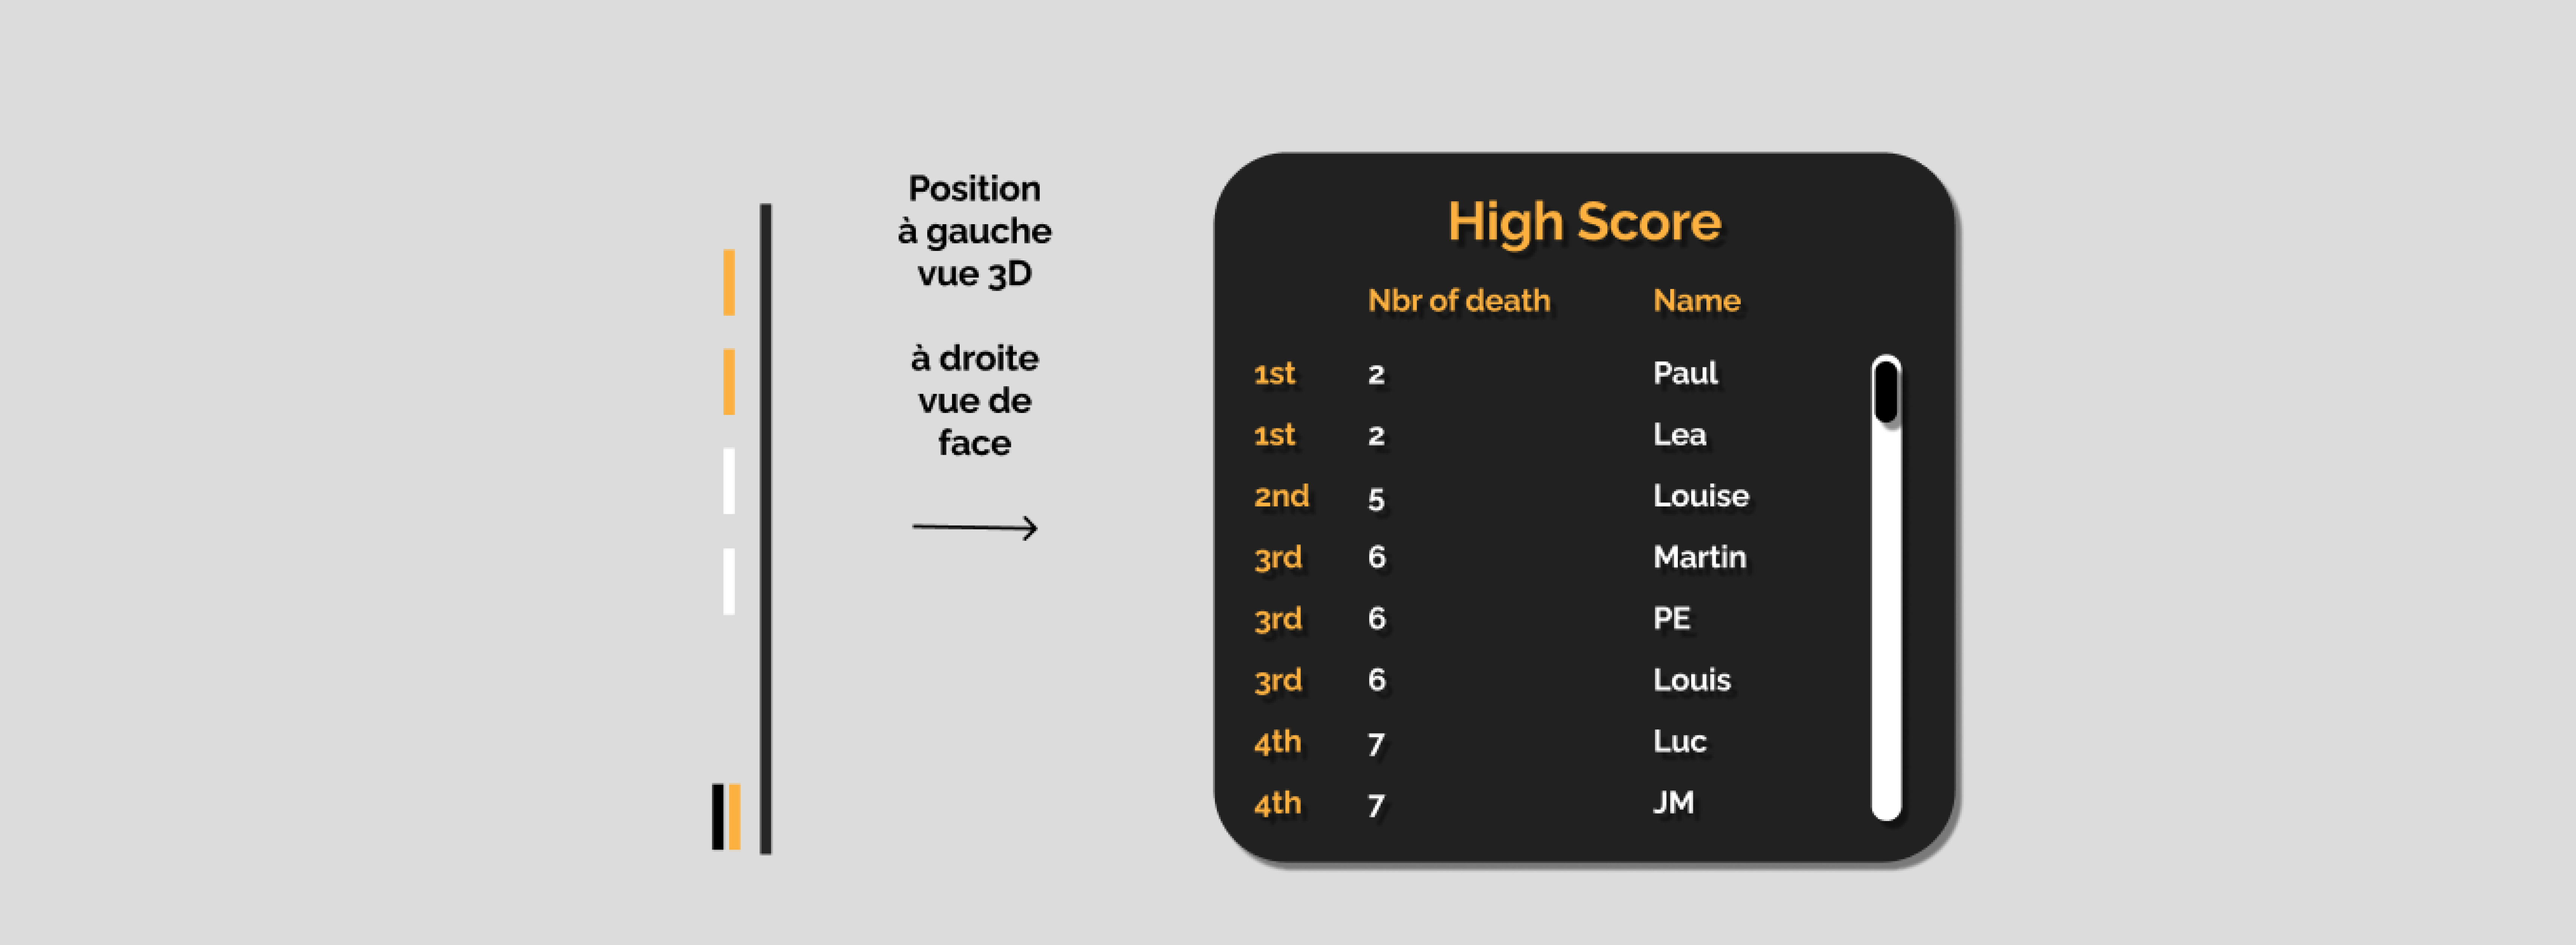 Position
à gauche
vue 3D
à droite
vue de
face
High Score
Nbr of death Name
1st 2 Paul
1st 2 Lea
2nd 5 Louise
3rd 6 Martin
3rd 6 PE
3rd 6 Louis
4th 7 Luc
4th 7 JM